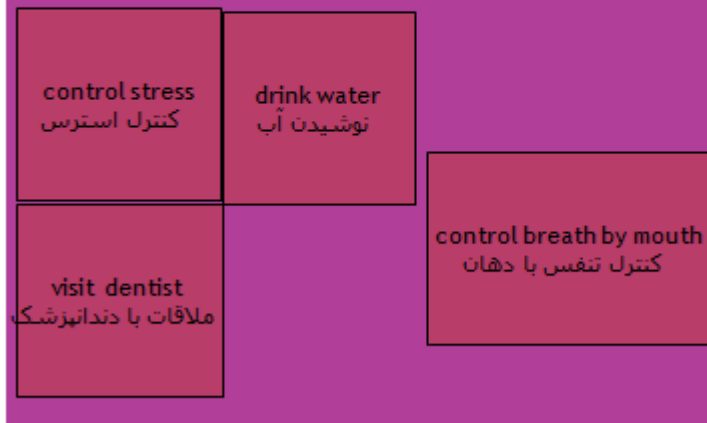 control stress
کنترل استرس
drink water
نوشیدن آب
control breath by mouth
کنترل تنفس با دهان
visit dentist
ملاقات با دندانپزشک